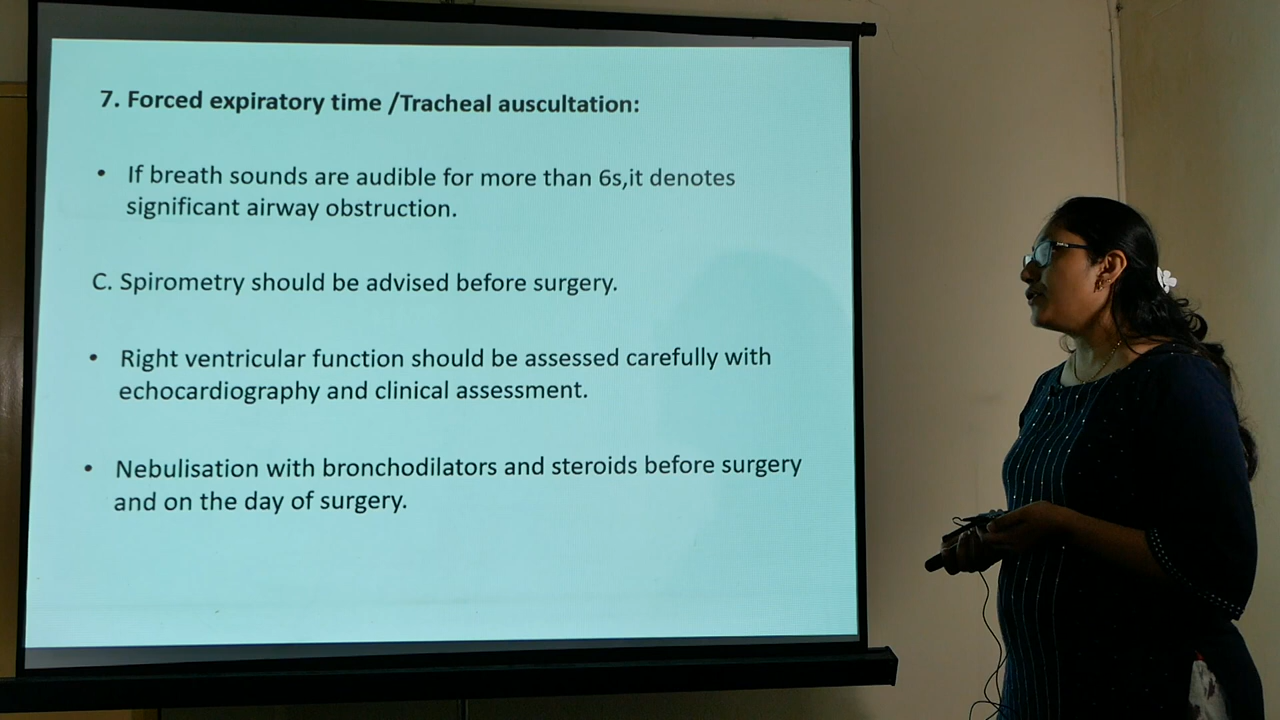 7. Forced expiratory time /Tracheal auscultation:
• If breath sounds are audible for more than 6s,it denotes
significant airway obstruction.
C. Spirometry should be advised before surgery.
• Right ventricular function should be assessed carefully with
echocardiography and clinical assessment.
• Nebulisation with bronchodilators and steroids before surgery
and on the day of surgery.